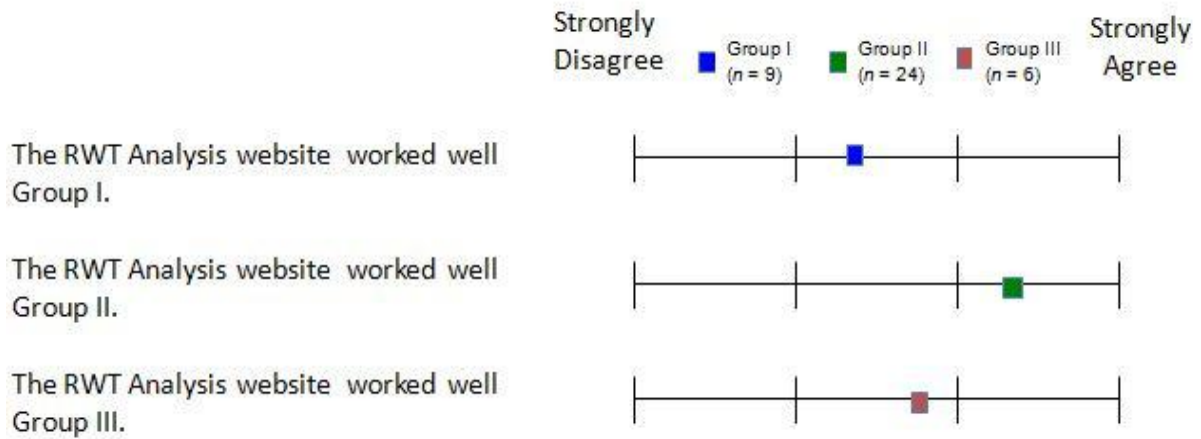 Strongly
Disagree
Group I
(n = 9)
Group II
(n = 24)
Group III
(n = 6)
Strongly
Agree
The RWT Analysis website worked well
Group I.
The RWT Analysis website worked well
Group II.
The RWT Analysis website worked well
Group III.